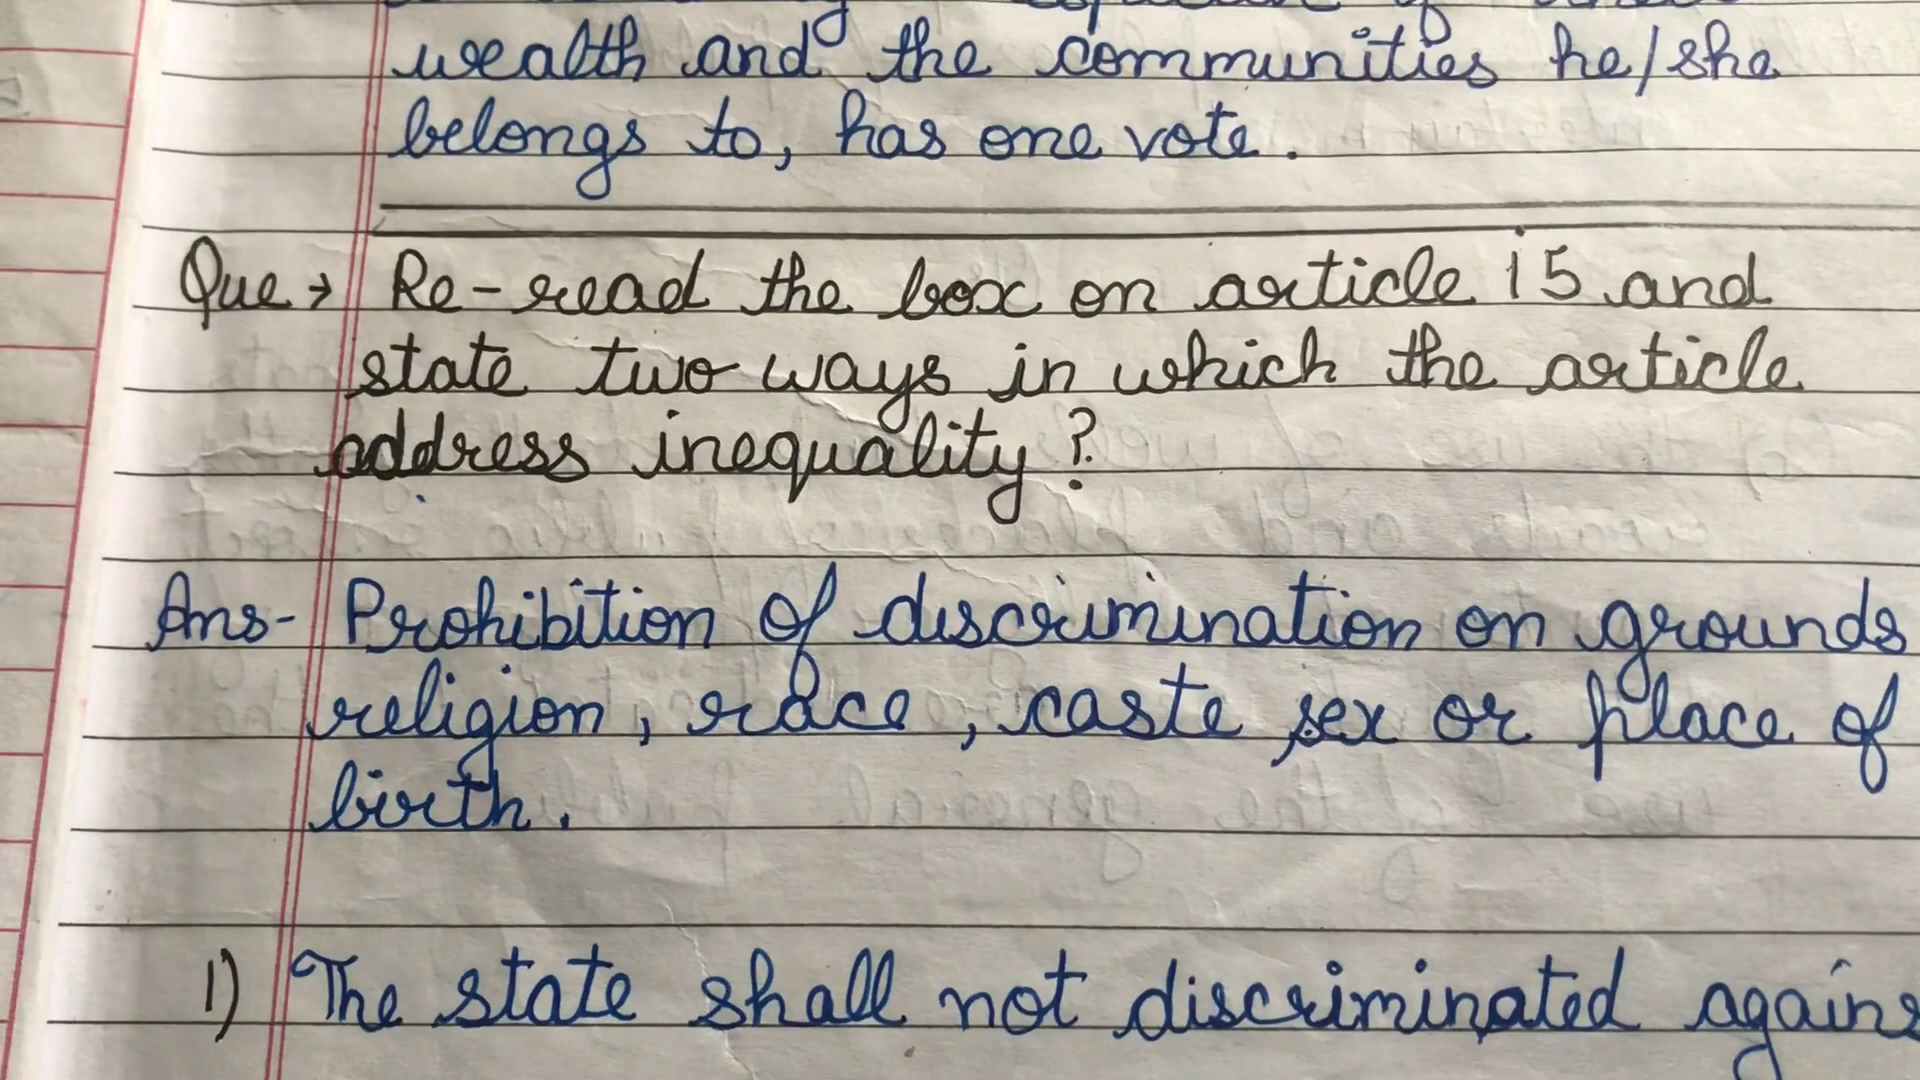 wealth and the communities he/she
belongs to, has one vote.
Que → Re-read the box on article 15 and
state two ways in which the article
address inequality?
Ans- Prohibition of discrimination on grounds
religion, race, caste sex or place of
birth.
1) The state shall not discriminated agains